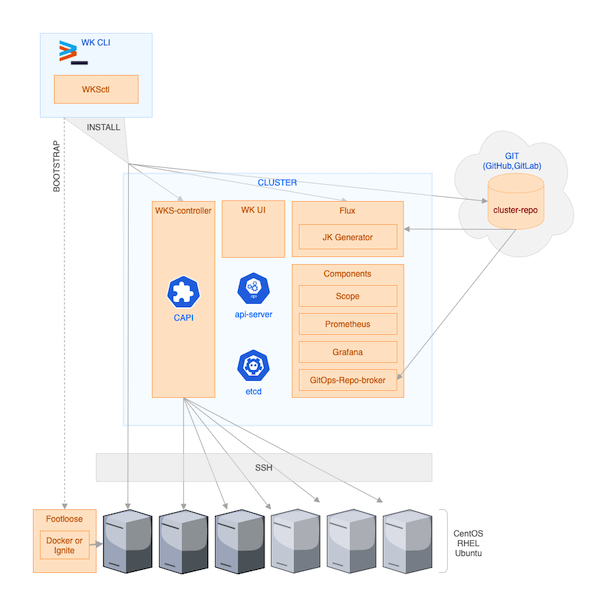 WK CLI
WKSctl
INSTALL
BOOTSTRAP
GIT
(GitHub,GitLab)
cluster-repo
CLUSTER
WKS-controller
WK UI
Flux
JK Generator
CAPI
api-server
etcd
Components
Scope
Prometheus
Grafana
GitOps-Repo-broker
SSH
Footloose
Docker or
Ignite
CentOS
RHEL
Ubuntu